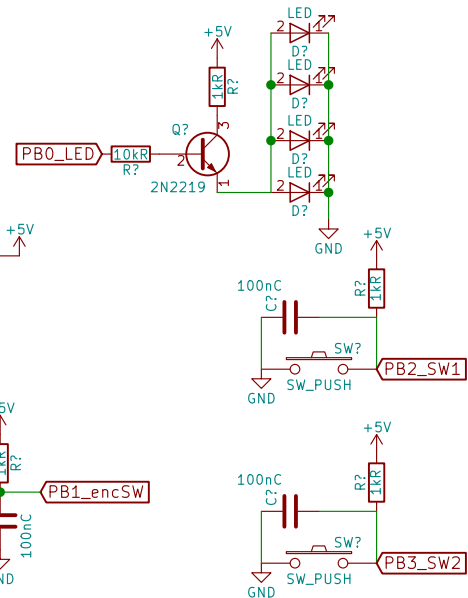 LED
2 1
D?
+5V
LED
2 1
1kR
R?
D?
Q?
LED
3
2 1
PB0_LED
10kR
2
R?
D?
LED
2N2219
1
2 1
D?
+5V
GND
+5V
100nC
C?
R?
1kR
SW?
PB2_SW1
SW_PUSH
GND
+5V
1kR
R?
PB1_encSW
100nC
GND
+5V
100nC
C?
R?
1kR
SW?
PB3_SW2
SW_PUSH
GND